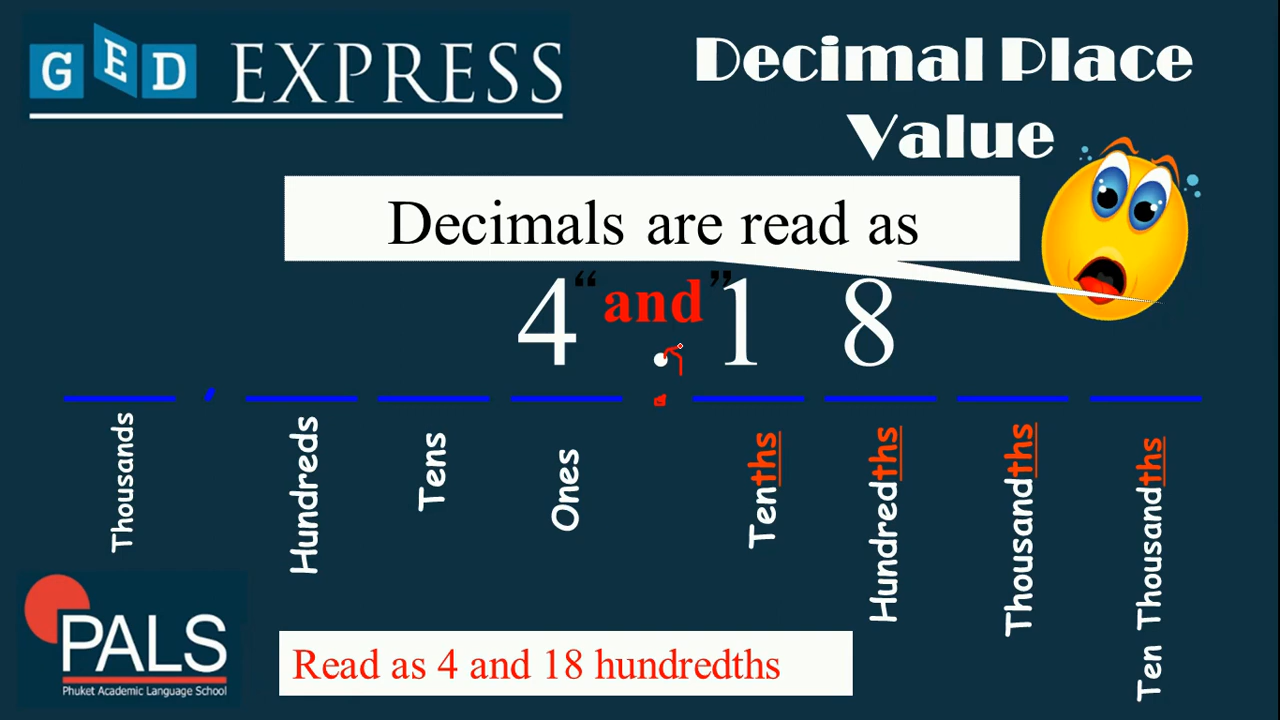 GED EXPRESS
Decimal Place
Value
Decimals are read as
“and”
4 . 1 8
,
.
Thousands
Hundreds
Tens
Ones
Tenths
Hundredths
Thousandths
Ten Thousandths
PALS
Phuket Academic Language School
Read as 4 and 18 hundredths